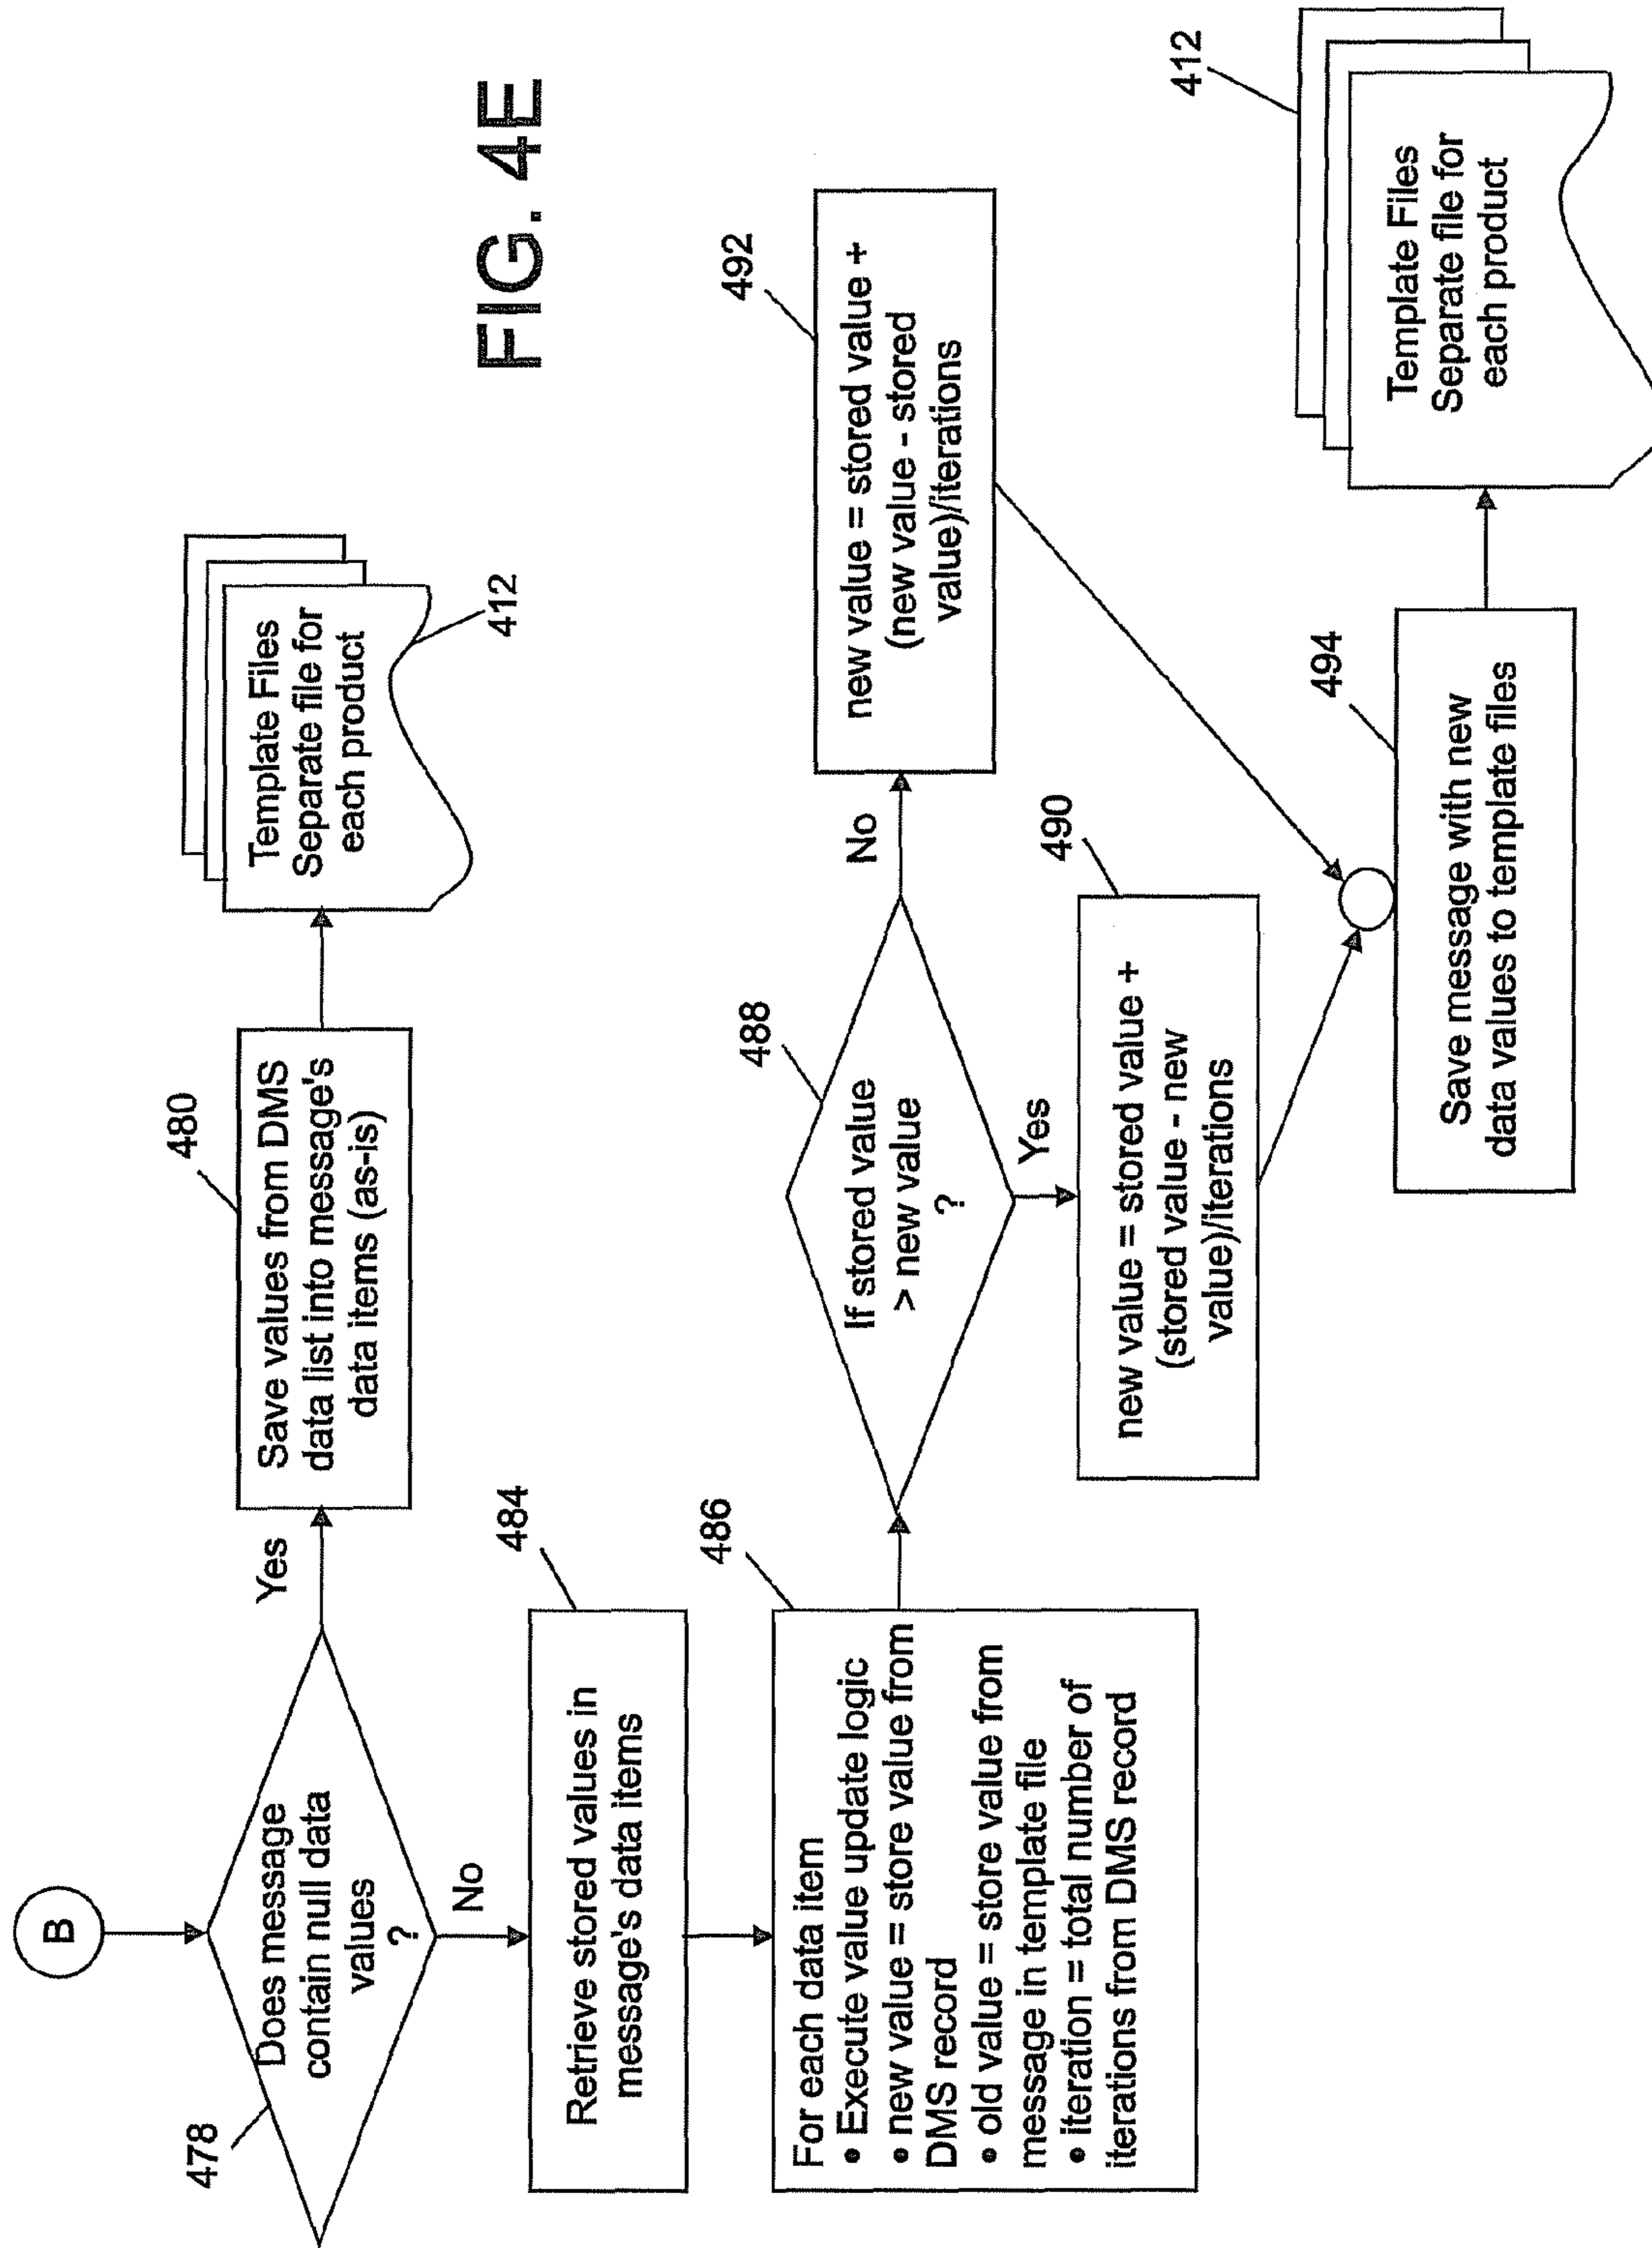 FIG. 4E
B
478
Does message
contain null data
values
?
Yes
No
480
Save values from DMS
data list into message's
data items (as-is)
Template Files
Separate file for
each product
412
484
Retrieve stored values in
message's data items
486
For each data item
• Execute value update logic
• new value = store value from
DMS record
• old value = store value from
message in template file
• iteration = total number of
iterations from DMS record
488
If stored value
> new value
?
No
Yes
492
new value = stored value +
(new value - stored
value)/iterations
490
new value = stored value +
(stored value - new
value)/iterations
494
Save message with new
data values to template files
412
Template Files
Separate file for
each product